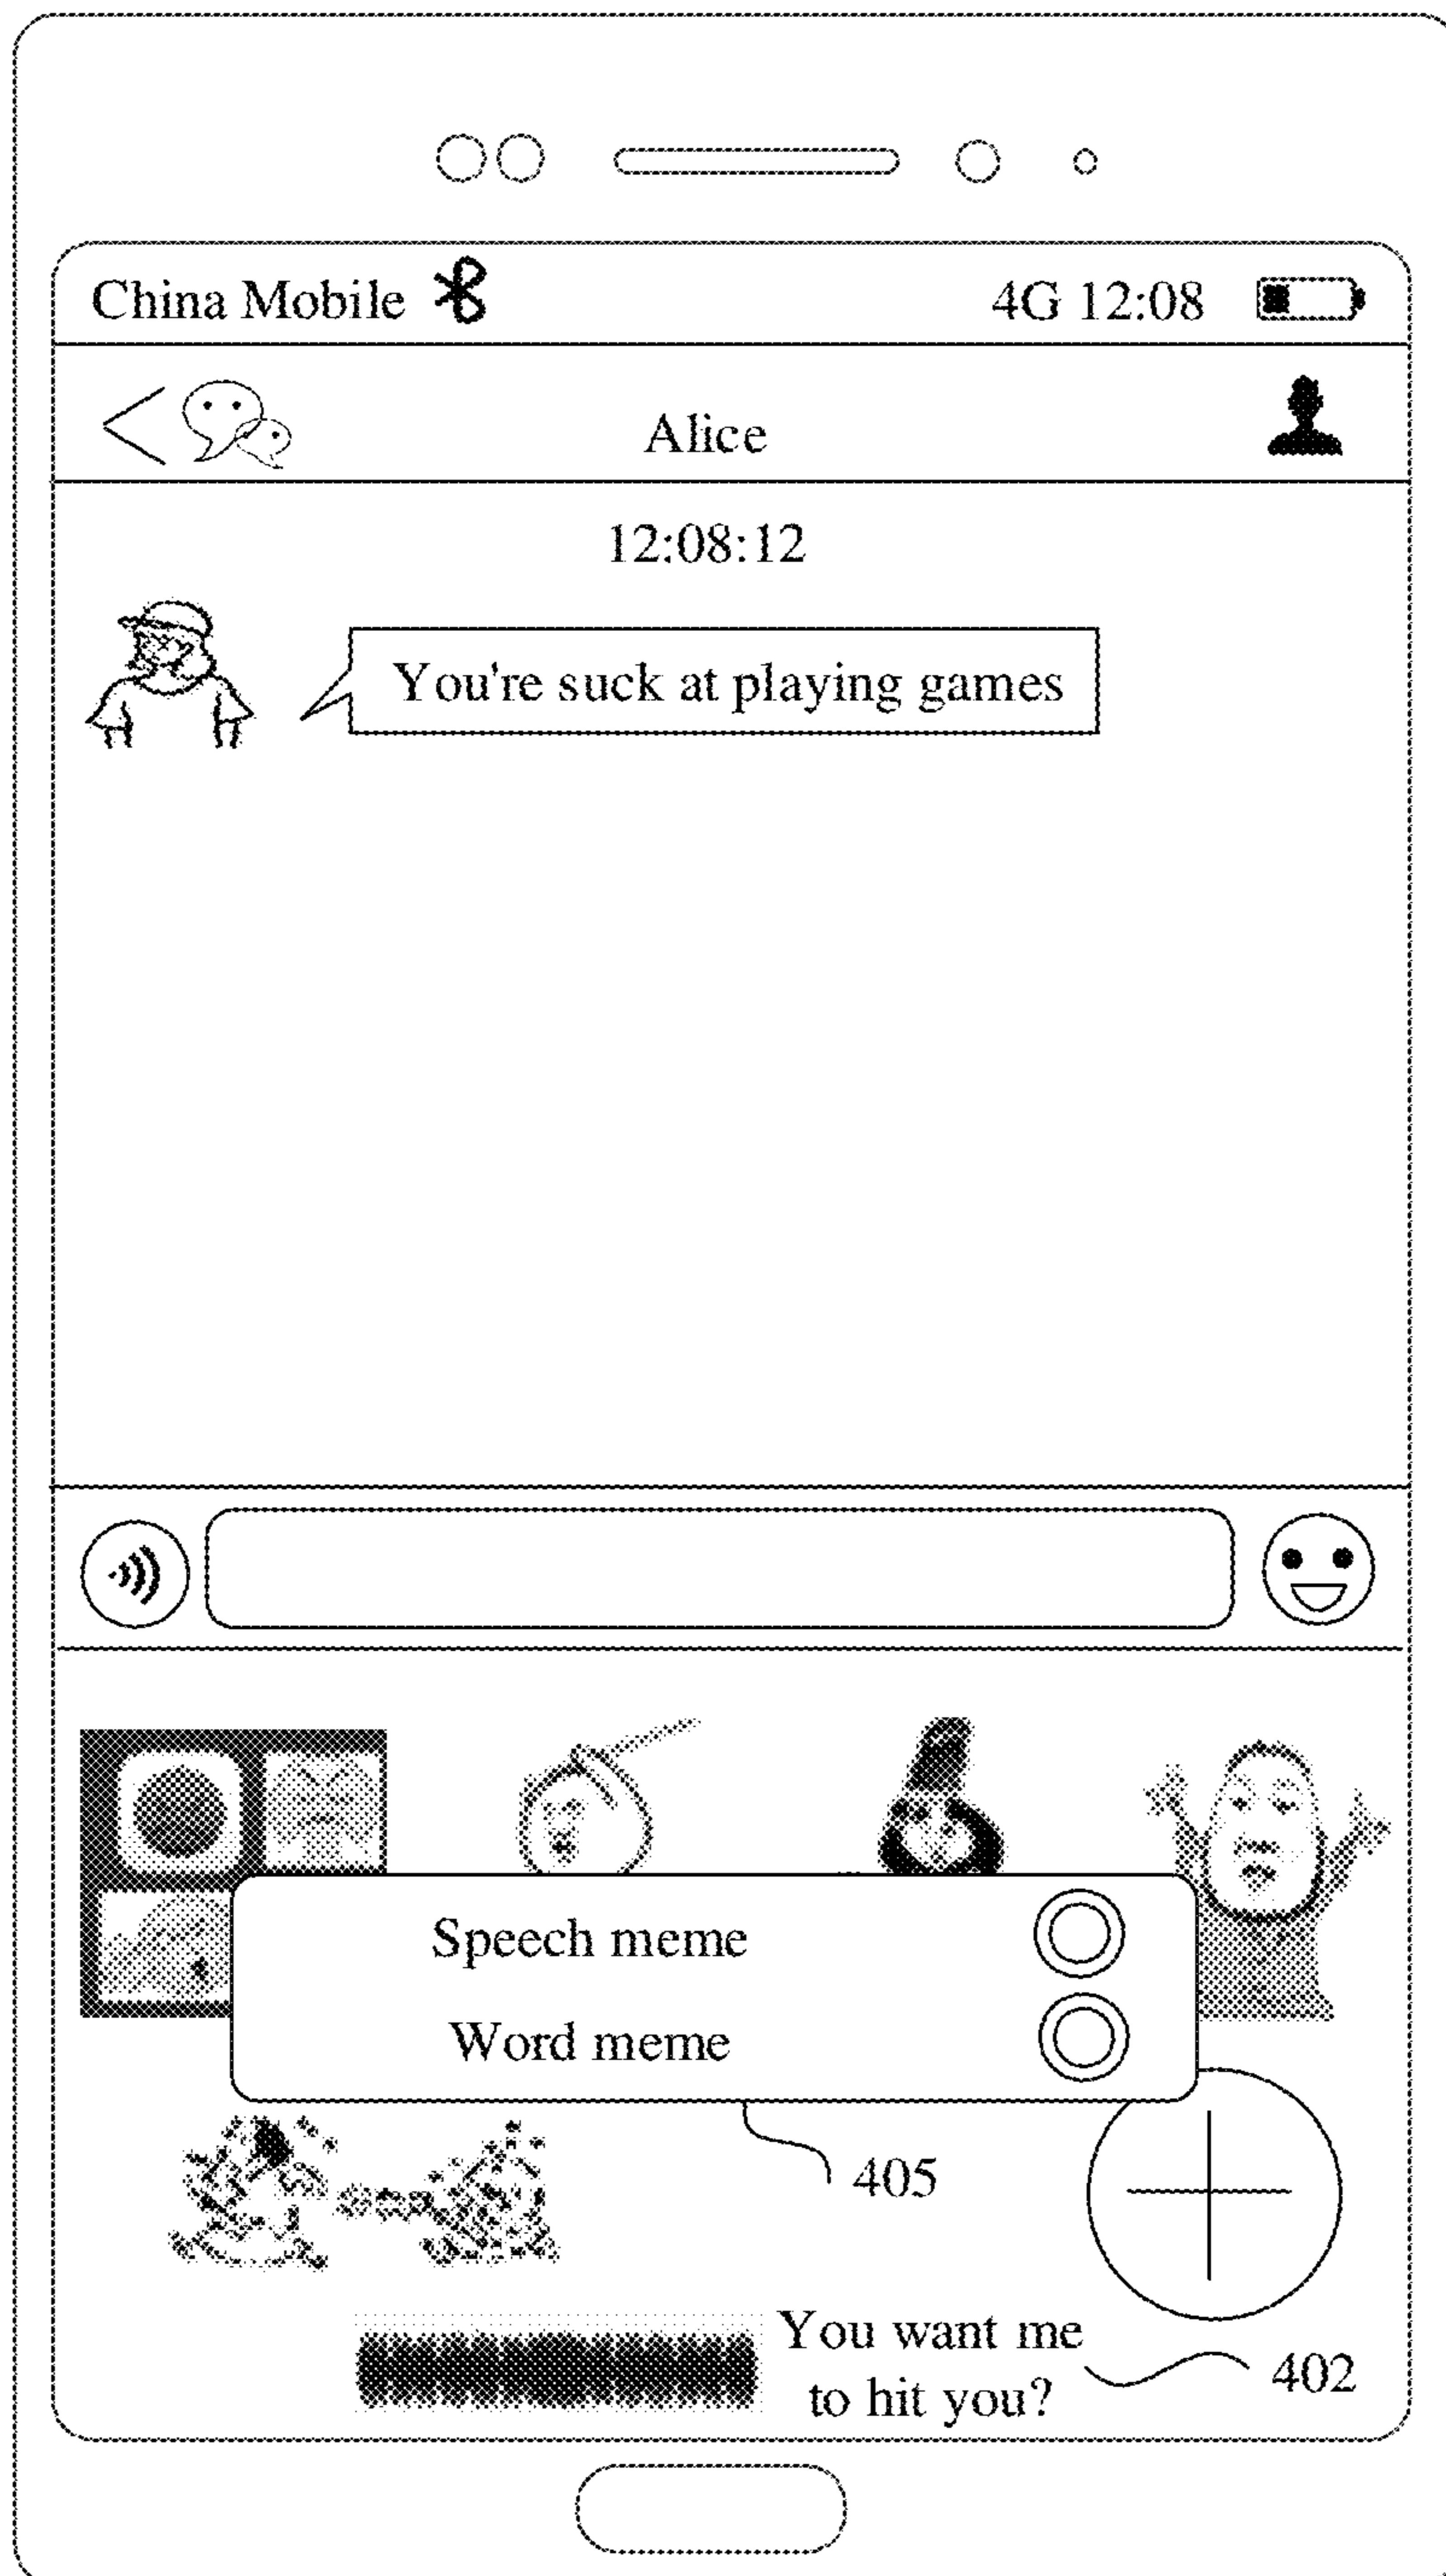 China Mobile 4G 12:08
Alice
12:08:12
You're suck at playing games
Speech meme
Word meme
405
You want me
to hit you?
402